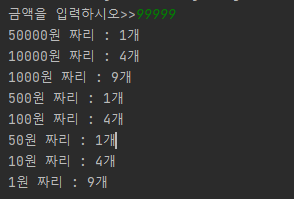 금액을 입력하시오>>99999
50000원 짜리 : 1개
10000원 짜리 : 4개
1000원 짜리 : 9개
500원 짜리 : 1개
100원 짜리 : 4개
50원 짜리 : 1개
10원 짜리 : 4개
1원 짜리 : 9개